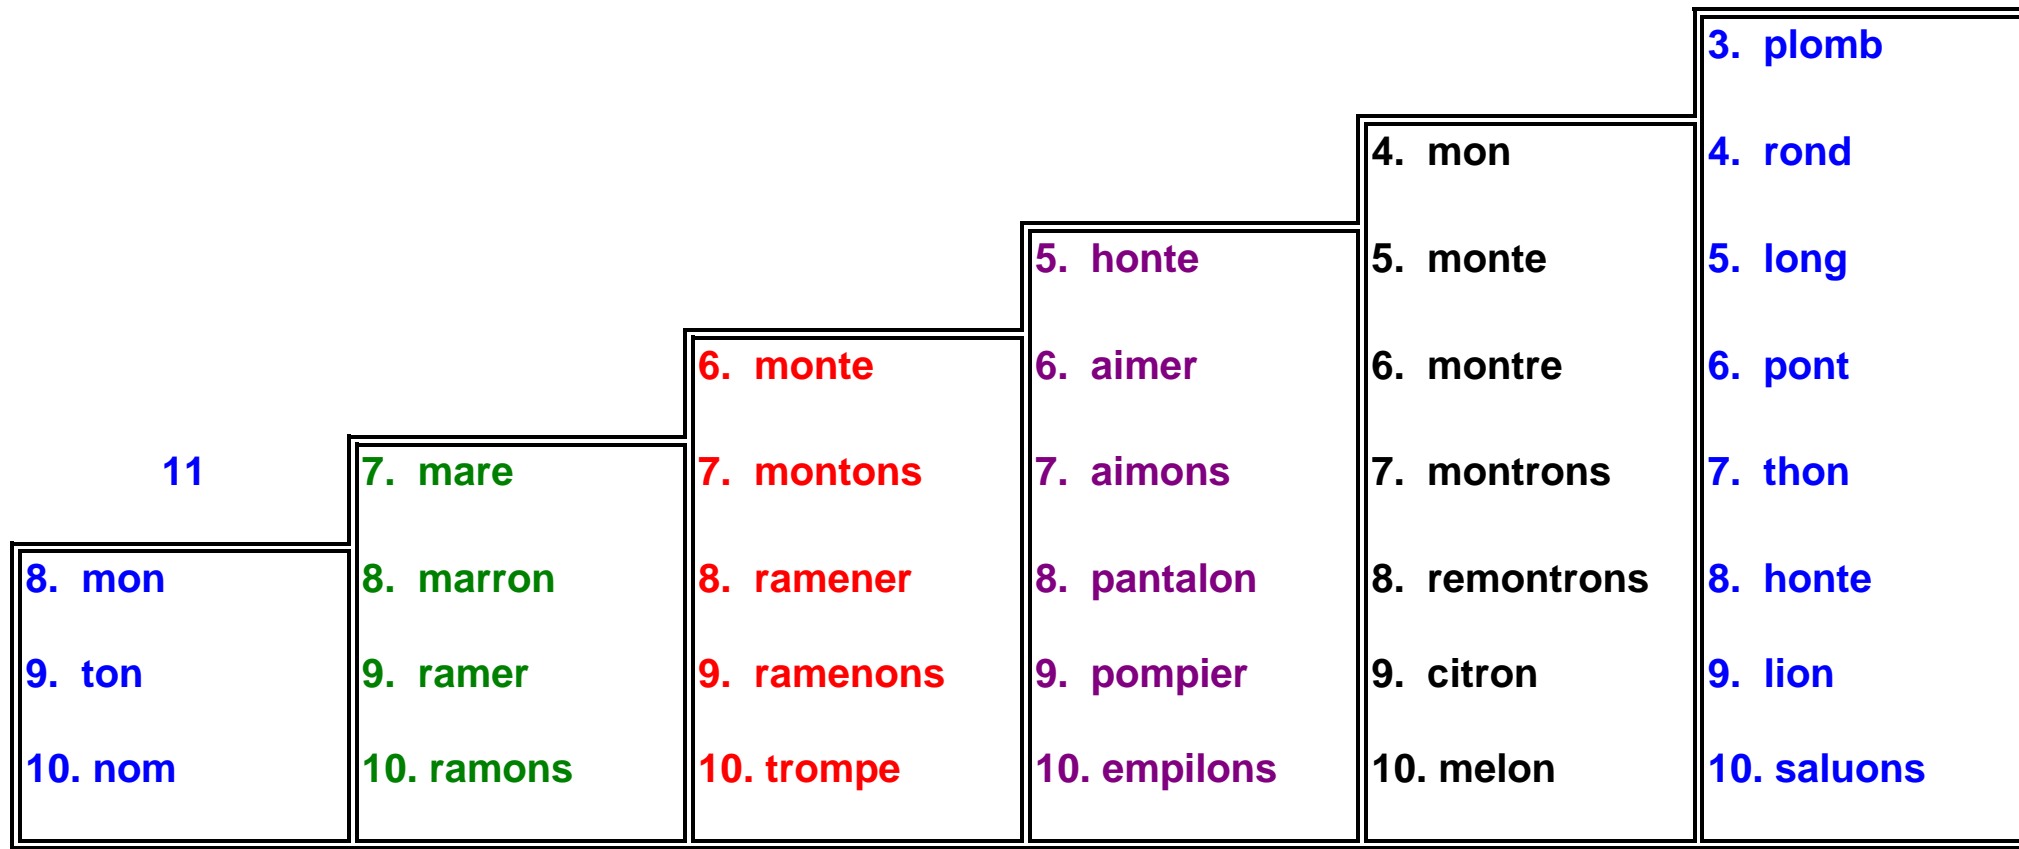 11
8. mon
9. ton
10. nom
7. mare
8. marron
9. ramer
10. ramons
6. monte
7. montons
8. ramener
9. ramenons
10. trompe
5. honte
6. aimer
7. aimons
8. pantalon
9. pompier
10. empilons
4. mon
5. monte
6. montre
7. montrons
8. remontrons
9. citron
10. melon
3. plomb
4. rond
5. long
6. pont
7. thon
8. honte
9. lion
10. saluons